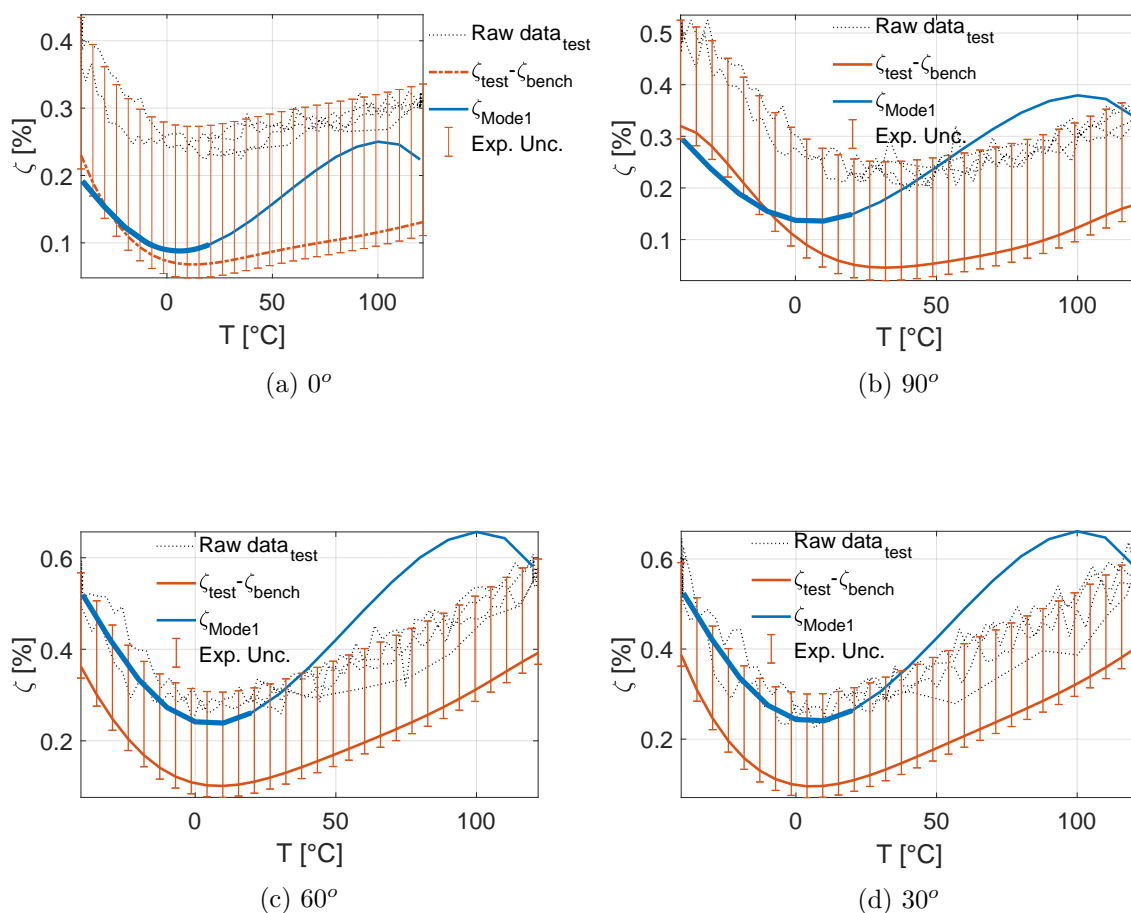 0.4
0.3
0.2
0.1
ζ [%]
0
50
100
T [°C]
Raw data_test
ζ_test-ζ_bench
ζ_Mode1
Exp. Unc.
(a) 0^o
0.5
0.4
0.3
0.2
0.1
ζ [%]
0
50
100
T [°C]
Raw data_test
ζ_test-ζ_bench
ζ_Mode1
Exp. Unc.
(b) 90^o
0.6
0.4
0.2
ζ [%]
0
50
100
T [°C]
Raw data_test
ζ_test-ζ_bench
ζ_Mode1
Exp. Unc.
(c) 60^o
0.6
0.4
0.2
ζ [%]
0
50
100
T [°C]
Raw data_test
ζ_test-ζ_bench
ζ_Mode1
Exp. Unc.
(d) 30^o